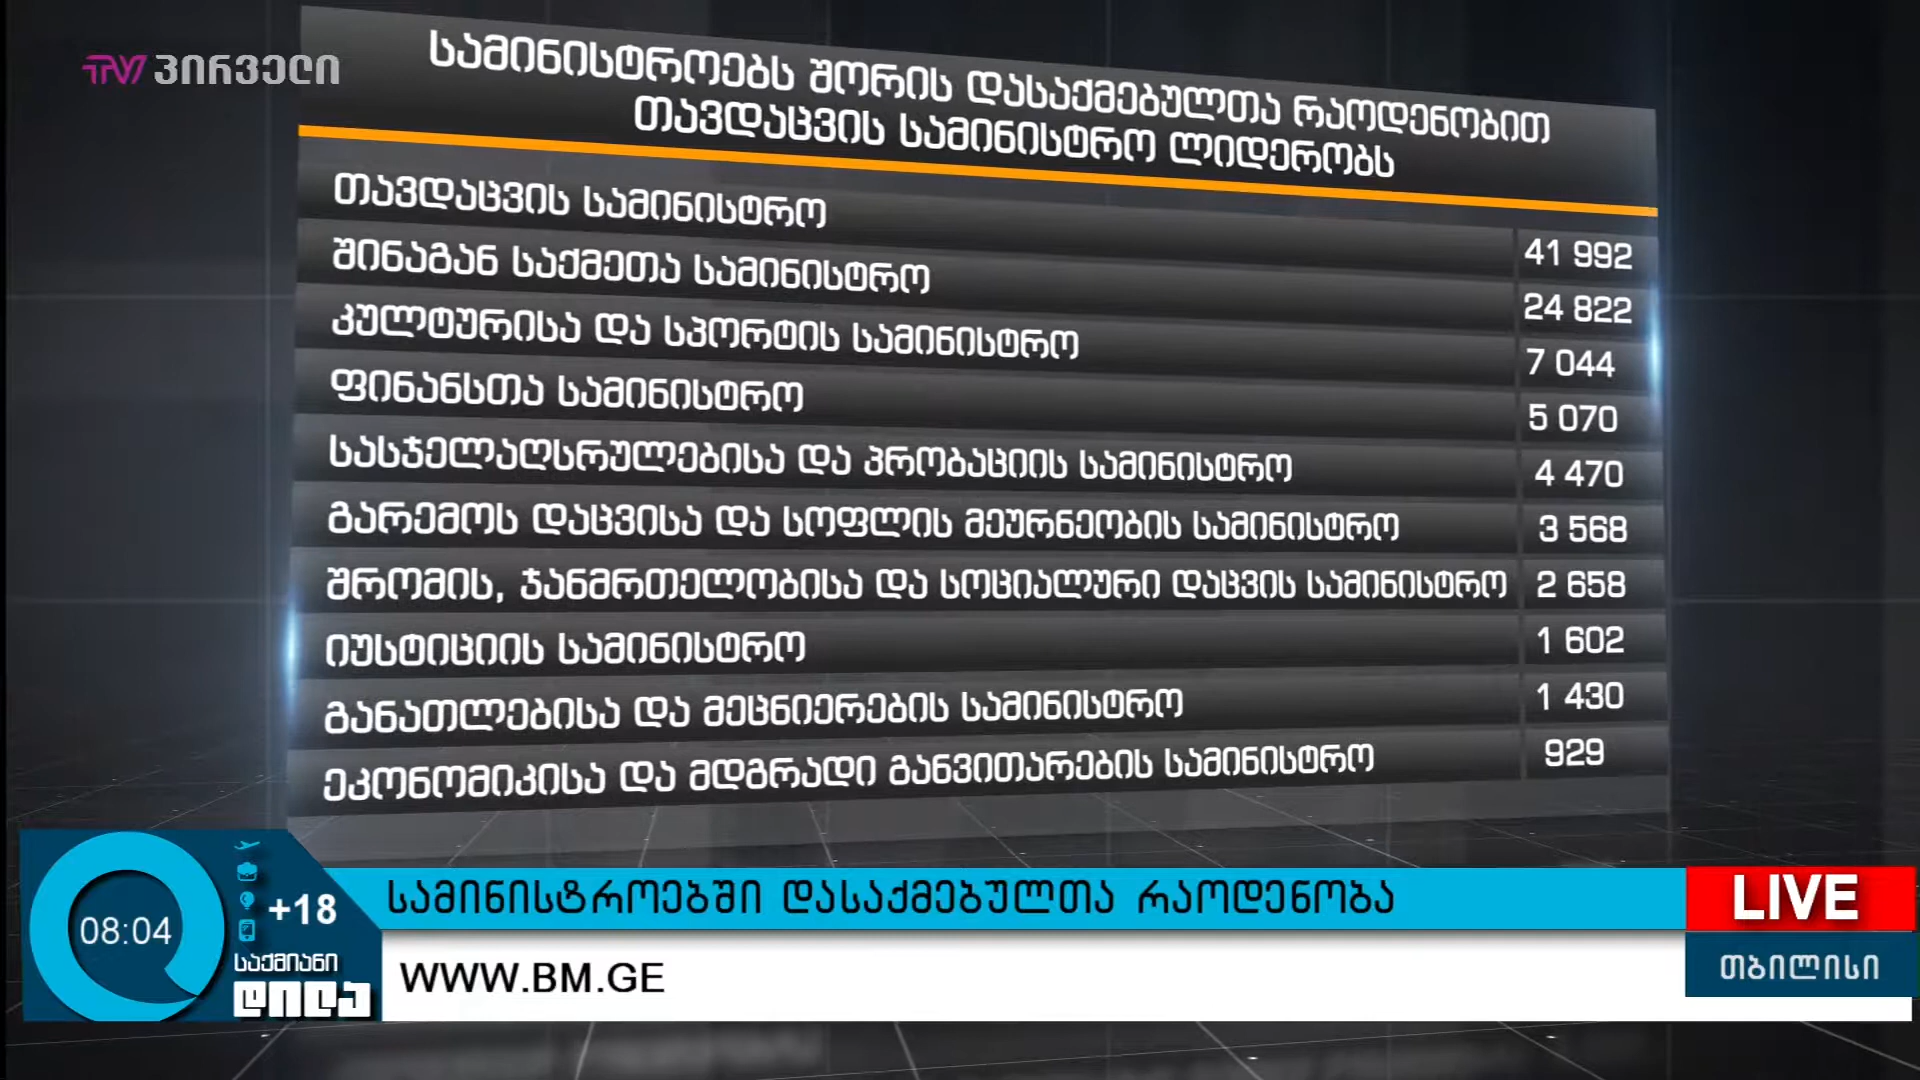 TV პირველი
სამინისტროებს შორის დასაქმებულთა რაოდენობით
თავდაცვის სამინისტრო ლიდერობს
თავდაცვის სამინისტრო 41 992
შინაგან საქმეთა სამინისტრო 24 822
კულტურისა და სპორტის სამინისტრო 7 044
ფინანსთა სამინისტრო 5 070
სასჯელაღსრულებისა და პრობაციის სამინისტრო 4 470
გარემოს დაცვისა და სოფლის მეურნეობის სამინისტრო 3 568
შრომის, ჯანმრთელობისა და სოციალური დაცვის სამინისტრო 2 658
იუსტიციის სამინისტრო 1 602
განათლებისა და მეცნიერების სამინისტრო 1 430
ეკონომიკისა და მდგრადი განვითარების სამინისტრო 929
სამინისტროებში დასაქმებულთა რაოდენობა
LIVE
08:04
+18
საქმიანი
დილა
WWW.BM.GE
თბილისი